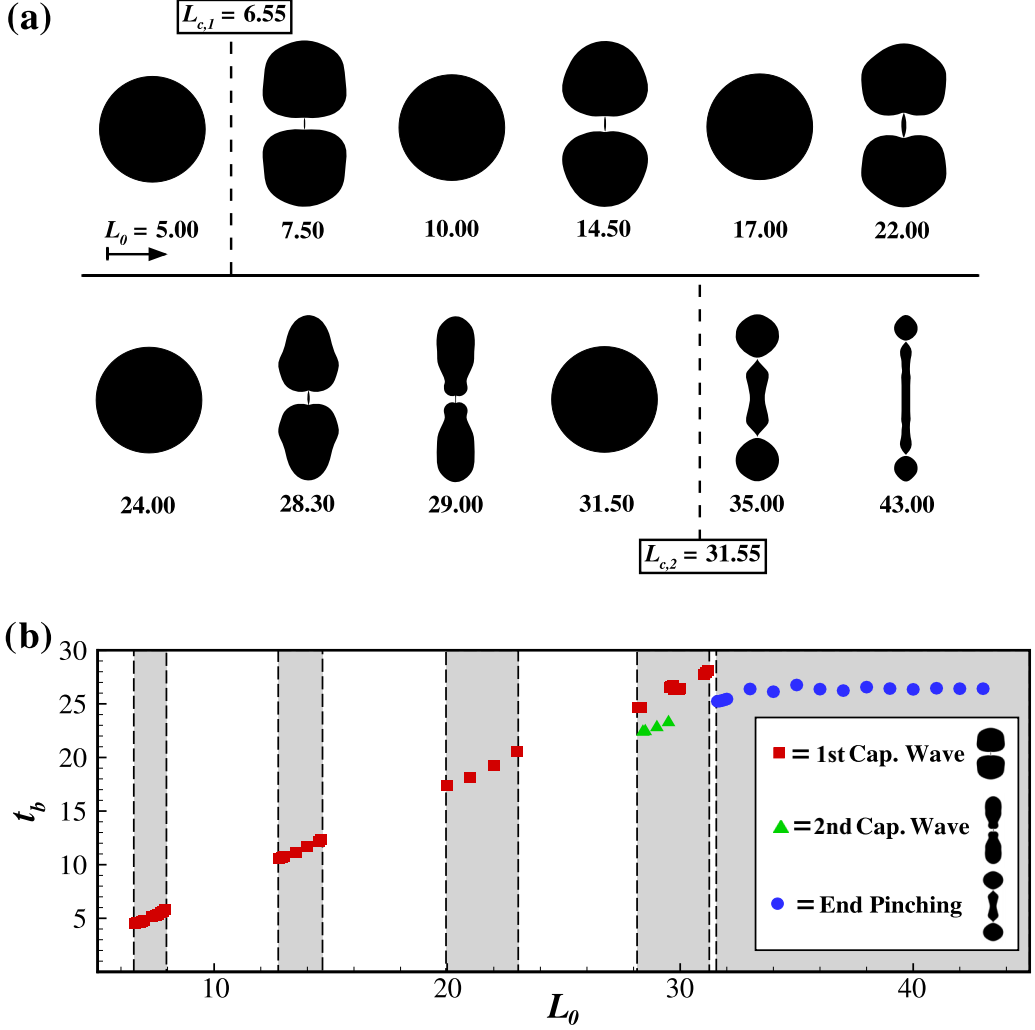 (a)
L_c,1 = 6.55
L_0 = 5.00 7.50 10.00 14.50 17.00 22.00
24.00 28.30 29.00 31.50 35.00 43.00
L_c,2 = 31.55
(b)
30
25
20
15
10
5
t_b
= 1st Cap. Wave
= 2nd Cap. Wave
= End Pinching
10 20 30 40
L_0